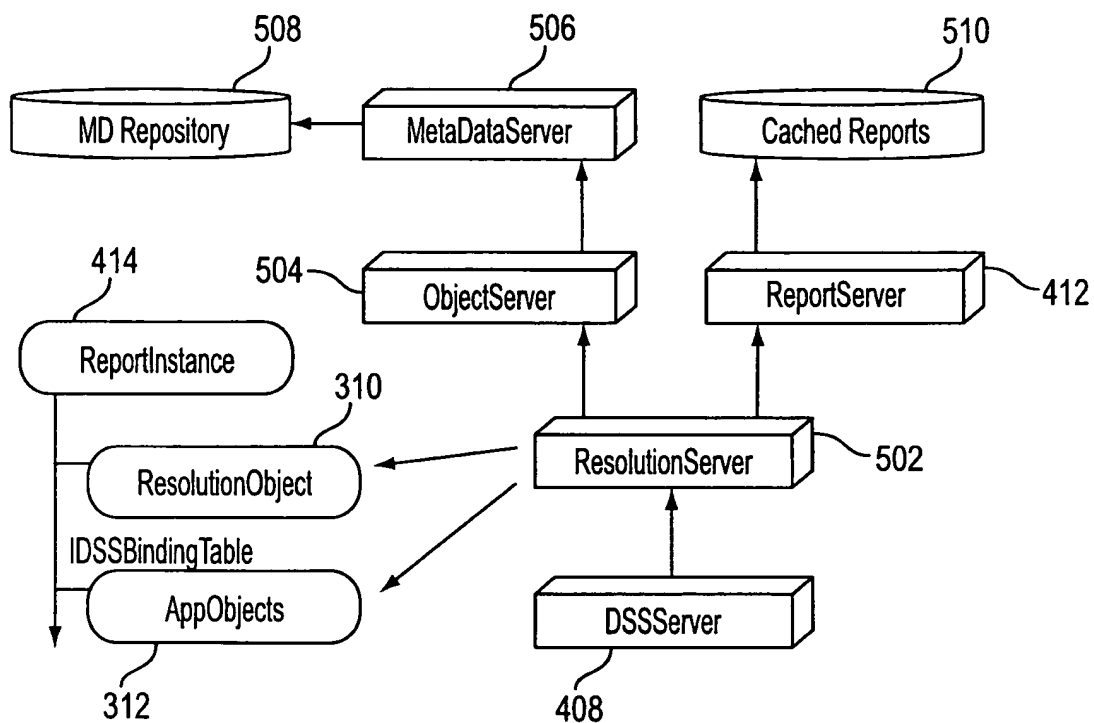 508
506
510
MD Repository
MetaDataServer
Cached Reports
414
504
ObjectServer
ReportServer
412
ReportInstance
310
ResolutionObject
ResolutionServer
502
IDSSBindingTable
AppObjects
DSSServer
312
408